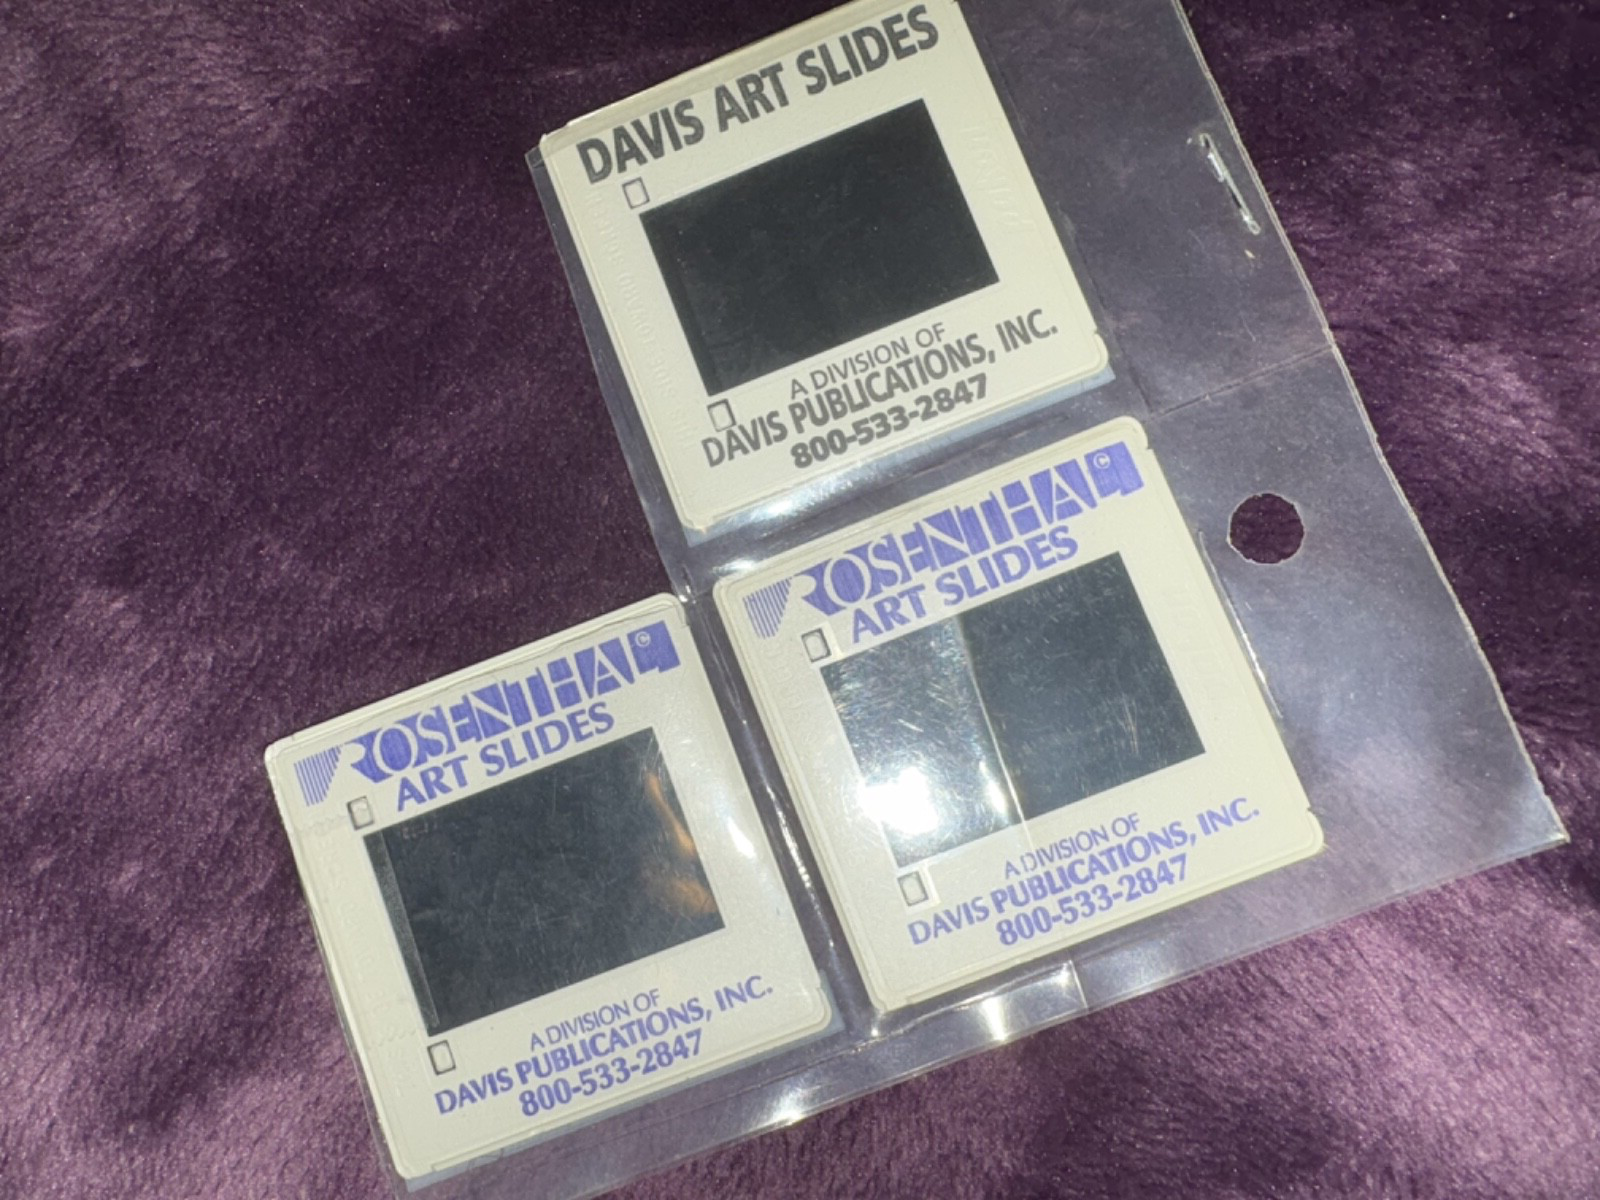 DAVIS ART SLIDES
A DIVISION OF
DAVIS PUBLICATIONS, INC.
800-533-2847
ROSENTHAL ©
ART SLIDES
A DIVISION OF
DAVIS PUBLICATIONS, INC.
800-533-2847
ROSENTHAL ©
ART SLIDES
A DIVISION OF
DAVIS PUBLICATIONS, INC.
800-533-2847